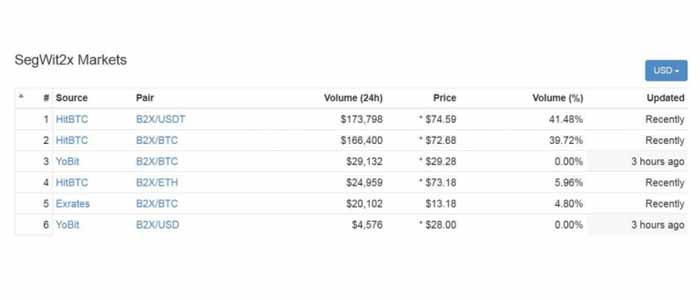 SegWit2x Markets
USD
# Source Pair Volume (24h) Price Volume (%) Updated
1 HitBTC B2X/USDT $173,798 * $74.59 41.48% Recently
2 HitBTC B2X/BTC $166,400 * $72.68 39.72% Recently
3 YoBit B2X/BTC $29,132 * $29.28 0.00% 3 hours ago
4 HitBTC B2X/ETH $24,959 * $73.18 5.96% Recently
5 Exrates B2X/BTC $20,102 $13.18 4.80% Recently
6 YoBit B2X/USD $4,576 * $28.00 0.00% 3 hours ago